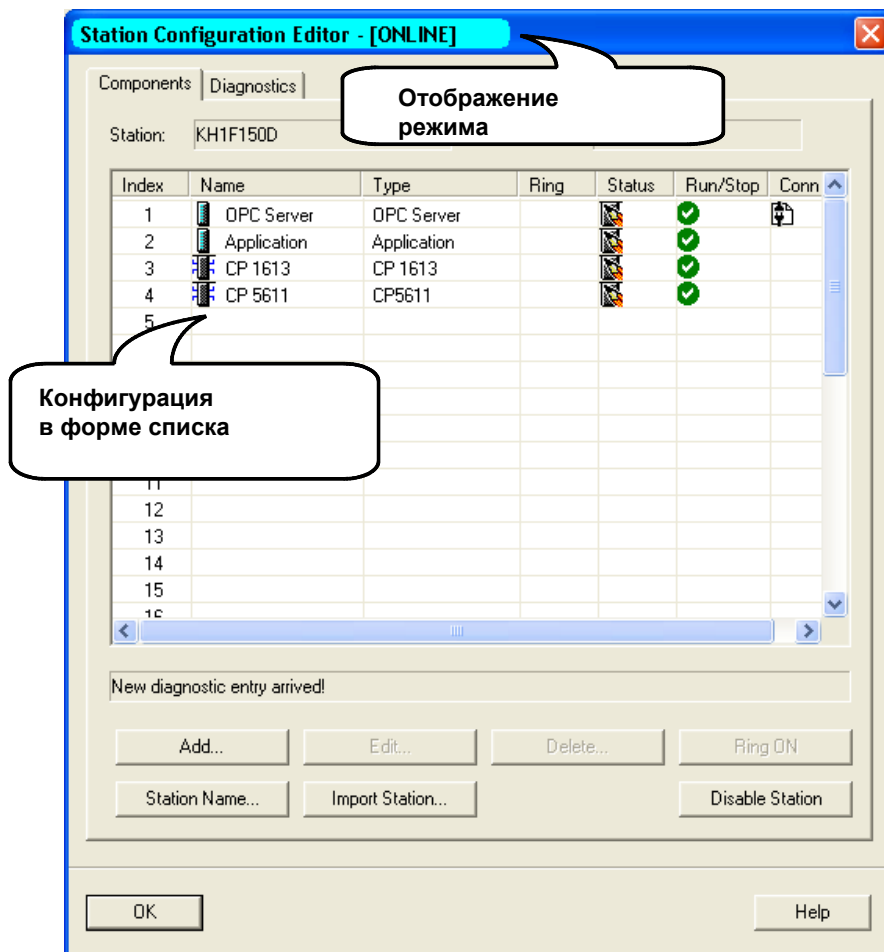 Station Configuration Editor - [ONLINE]
Components Diagnostics
Отображение
режима
Station: KH1F150D
Index Name Type Ring Status Run/Stop Conn
1 OPC Server OPC Server
2 Application Application
3 CP 1613 CP 1613
4 CP 5611 CP5611
5
Конфигурация
в форме списка
11
12
13
14
15
16
New diagnostic entry arrived!
Add... Edit... Delete... Ring ON
Station Name... Import Station... Disable Station
OK Help